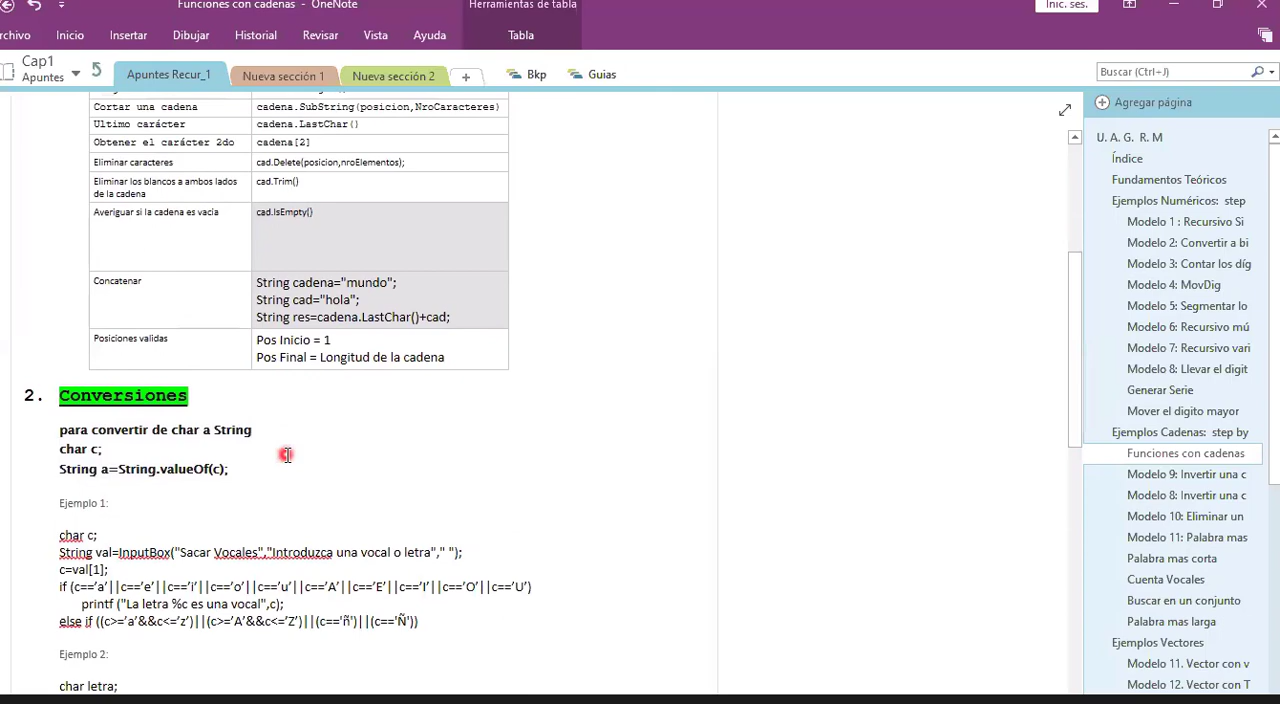 Funciones con cadenas - OneNote
Herramientas de tabla
Inic. ses.
rchivo Inicio Insertar Dibujar Historial Revisar Vista Ayuda Tabla
Cap1
Apuntes
Apuntes Recur_1 Nueva sección 1 Nueva sección 2 + Bkp Guias
Buscar (Ctrl+J)
Cortar una cadena cadena.SubString(posicion,NroCaracteres)
Ultimo carácter cadena.LastChar()
Obtener el carácter 2do cadena[2]
Eliminar caracteres cad.Delete(posicion,nroElementos);
Eliminar los blancos a ambos lados de la cadena cad.Trim()
Averiguar si la cadena es vacia cad.IsEmpty()
Concatenar
String cadena="mundo";
String cad="hola";
String res=cadena.LastChar()+cad;
Posiciones validas
Pos Inicio = 1
Pos Final = Longitud de la cadena
2. Conversiones
para convertir de char a String
char c;
String a=String.valueOf(c);
Ejemplo 1:
char c;
String val=InputBox("Sacar Vocales","Introduzca una vocal o letra"," ");
c=val[1];
if (c=='a'||c=='e'||c=='i'||c=='o'||c=='u'||c=='A'||c=='E'||c=='I'||c=='O'||c=='U')
printf ("La letra %c es una vocal",c);
else if ((c>='a'&&c<='z')||(c>='A'&&c<='Z')||(c=='ñ')||(c=='Ñ'))
Ejemplo 2:
char letra;
Agregar página
U. A. G. R. M
Índice
Fundamentos Teóricos
Ejemplos Numéricos: step
Modelo 1 : Recursivo Si
Modelo 2: Convertir a bi
Modelo 3: Contar los díg
Modelo 4: MovDig
Modelo 5: Segmentar lo
Modelo 6: Recursivo mú
Modelo 7: Recursivo vari
Modelo 8: Llevar el digit
Generar Serie
Mover el digito mayor
Ejemplos Cadenas: step by
Funciones con cadenas
Modelo 9: Invertir una c
Modelo 8: Invertir una c
Modelo 10: Eliminar un
Modelo 11: Palabra mas
Palabra mas corta
Cuenta Vocales
Buscar en un conjunto
Palabra mas larga
Ejemplos Vectores
Modelo 11. Vector con v
Modelo 12. Vector con T